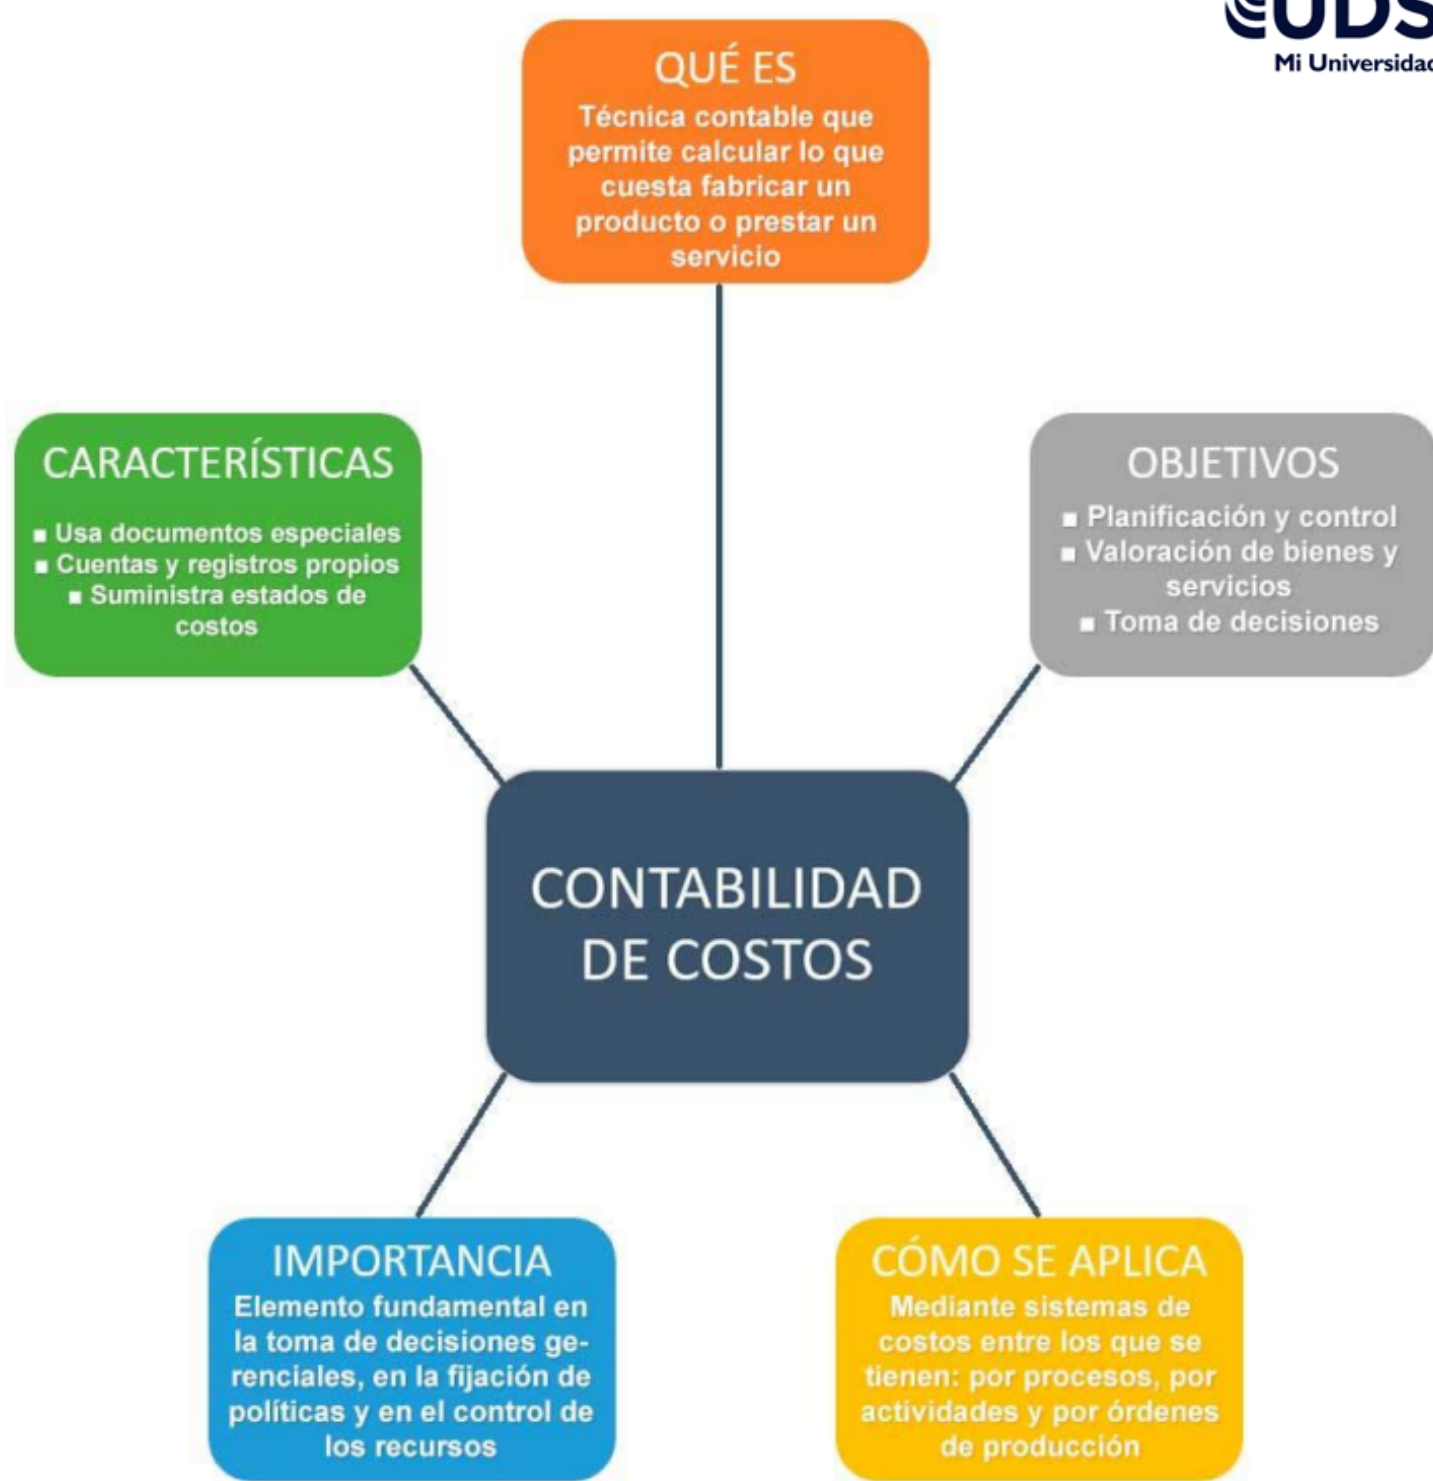 UDS
Mi Universidad
QUÉ ES
Técnica contable que
permite calcular lo que
cuesta fabricar un
producto o prestar un
servicio
CARACTERÍSTICAS
■ Usa documentos especiales
■ Cuentas y registros propios
■ Suministra estados de
costos
OBJETIVOS
■ Planificación y control
■ Valoración de bienes y
servicios
■ Toma de decisiones
CONTABILIDAD
DE COSTOS
IMPORTANCIA
Elemento fundamental en
la toma de decisiones ge-
renciales, en la fijación de
políticas y en el control de
los recursos
CÓMO SE APLICA
Mediante sistemas de
costos entre los que se
tienen: por procesos, por
actividades y por órdenes
de producción